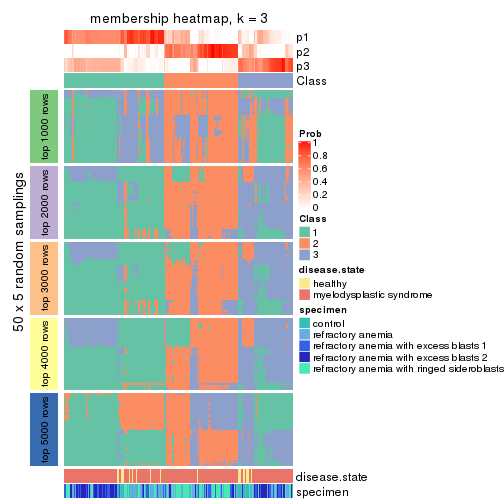 membership heatmap, k = 3
p1
p2
p3
Class
50 x 5 random samplings
top 1000 rows
top 2000 rows
top 3000 rows
top 4000 rows
top 5000 rows
disease.state
specimen
Prob
1
0.8
0.6
0.4
0.2
0
Class
1
2
3
disease.state
healthy
myelodysplastic syndrome
specimen
control
refractory anemia
refractory anemia with excess blasts 1
refractory anemia with excess blasts 2
refractory anemia with ringed sideroblasts